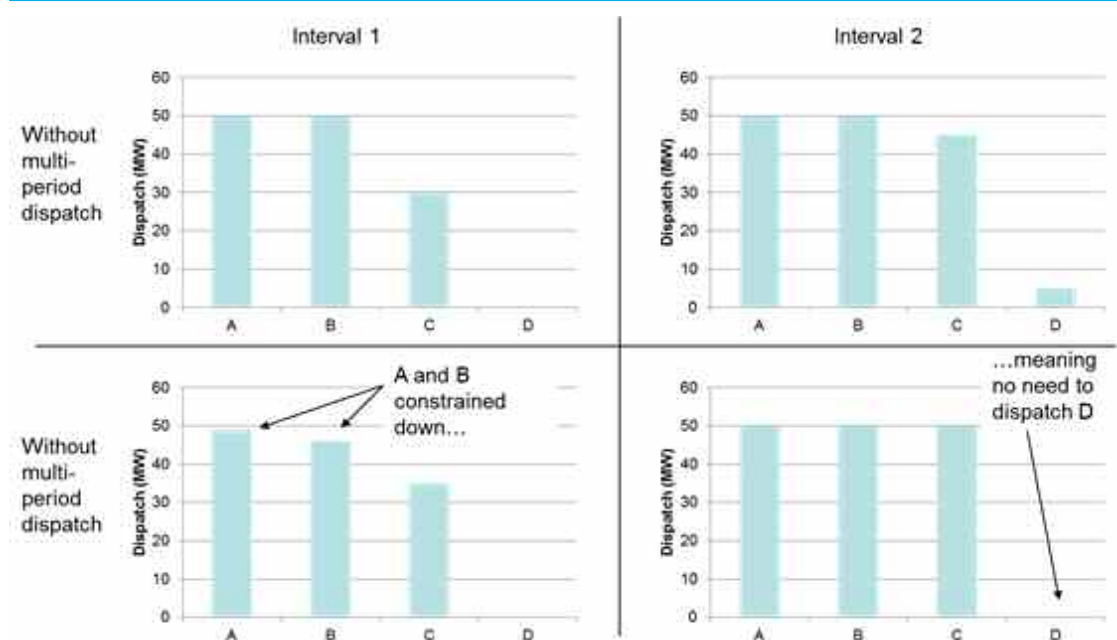 Interval 1
Interval 2
Without
multi-
period
dispatch
Dispatch (MW)
60
50
40
30
20
10
0
A
B
C
D
Dispatch (MW)
60
50
40
30
20
10
0
A
B
C
D
Without
multi-
period
dispatch
Dispatch (MW)
60
50
40
30
20
10
0
A
B
C
D
A and B
constrained
down...
Dispatch (MW)
60
50
40
30
20
10
0
A
B
C
D
...meaning
no need to
dispatch D